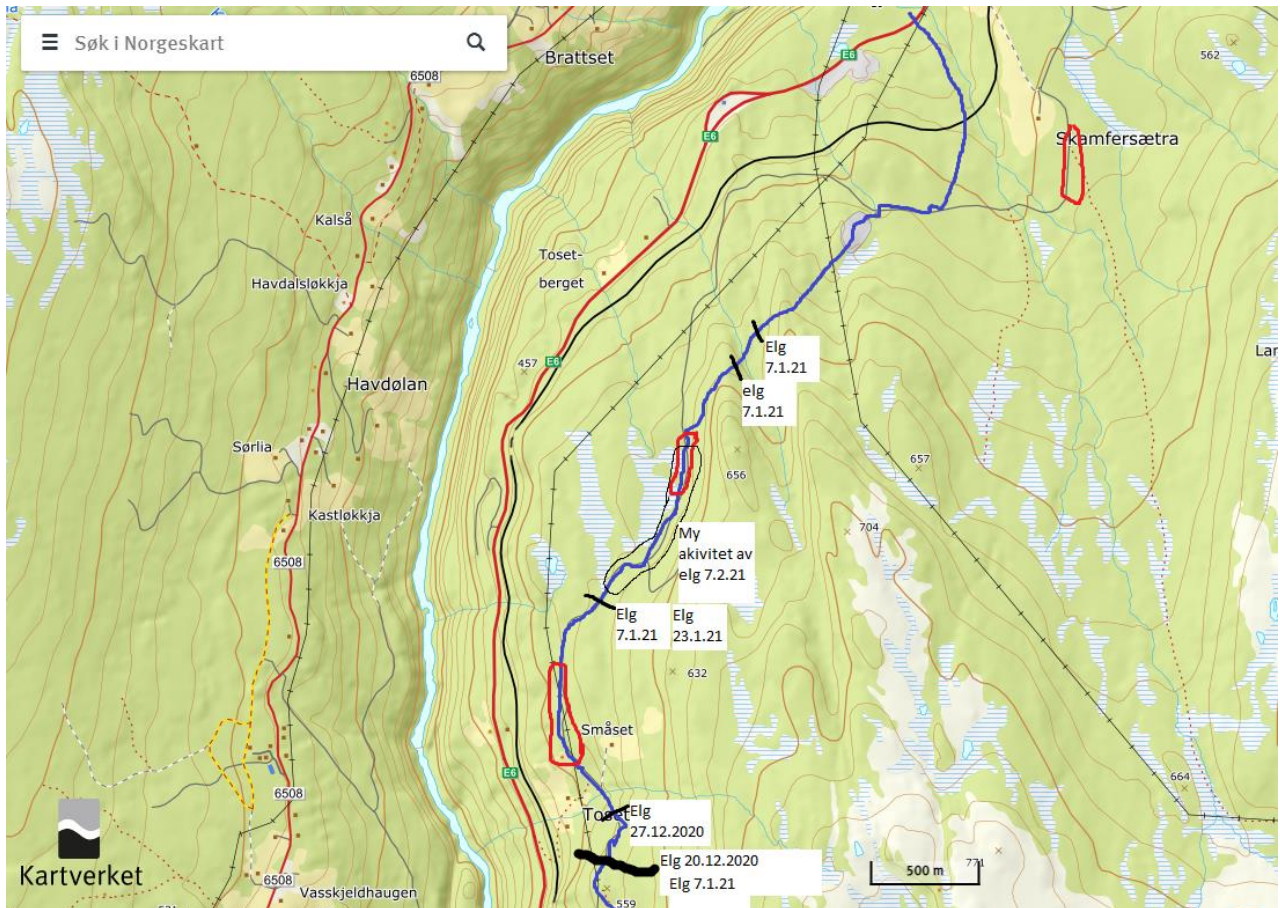 la
Søk i Norgeskart
Brattset
E6
562
6508
E6
Skamfersætra
Kalså
Toset-
berget
Havdalsløkkja
Elg
7.1.21
Lar
457
E6
elg
7.1.21
Havdølan
Sørlia
656
657
Kastløkkja
My
akivitet av
elg 7.2.21
704
6508
Elg
7.1.21
Elg
23.1.21
632
Småset
E6
664
6508
Toset
Elg
27.12.2020
Elg 20.12.2020
Elg 7.1.21
500 m
771
Kartverket
6508
Vasskjeldhaugen
559